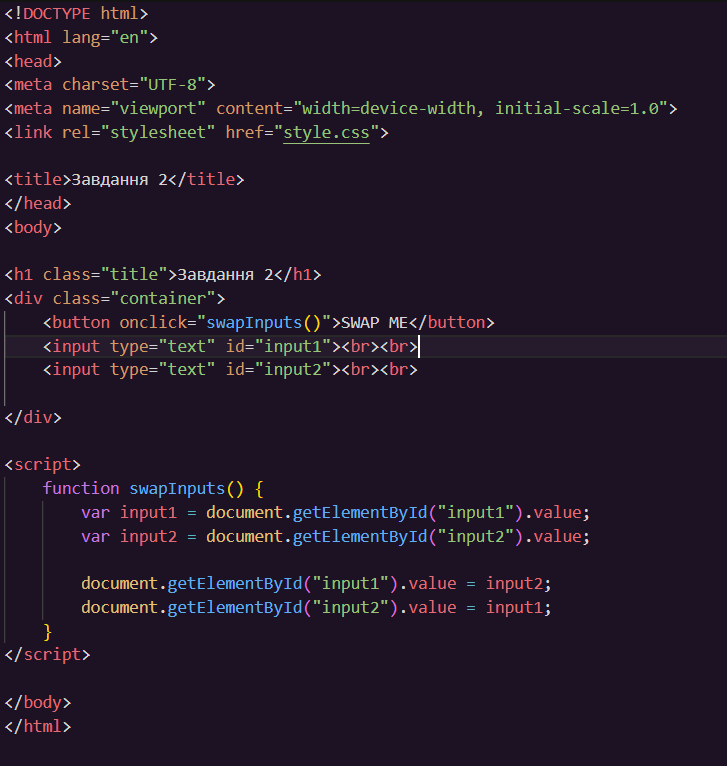 <!DOCTYPE html>
<html lang="en">
<head>
<meta charset="UTF-8">
<meta name="viewport" content="width=device-width, initial-scale=1.0">
<link rel="stylesheet" href="style.css">
<title>Завдання 2</title>
</head>
<body>
<h1 class="title">Завдання 2</h1>
<div class="container">
<button onclick="swapInputs()">SWAP ME</button>
<input type="text" id="input1"><br><br>
<input type="text" id="input2"><br><br>
</div>
<script>
function swapInputs() {
var input1 = document.getElementById("input1").value;
var input2 = document.getElementById("input2").value;
document.getElementById("input1").value = input2;
document.getElementById("input2").value = input1;
}
</script>
</body>
</html>